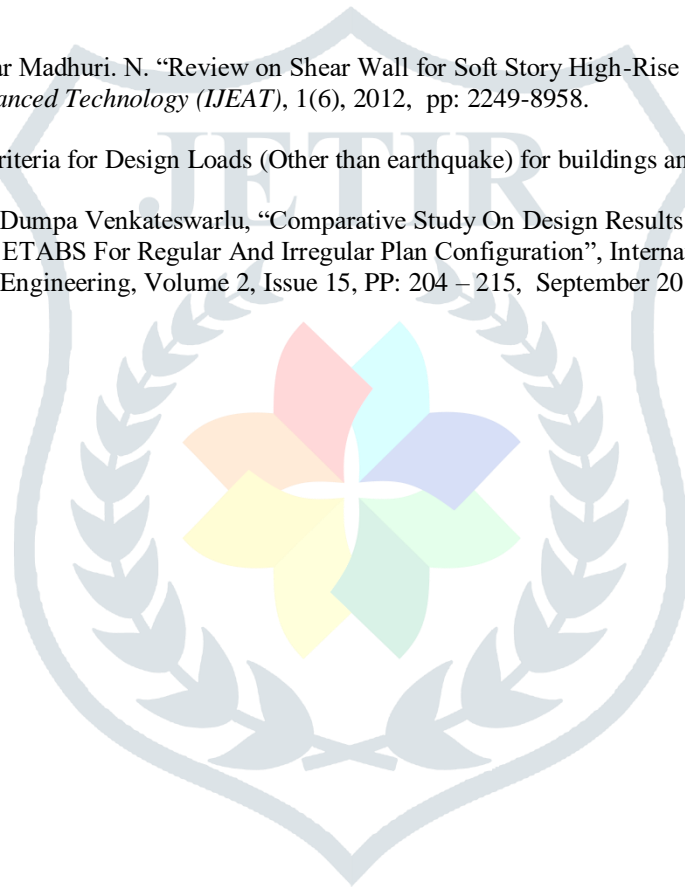 ar Madhuri. N. “Review on Shear Wall for Soft Story High-Rise
anced Technology (IJEAT), 1(6), 2012, pp: 2249-8958.
riteria for Design Loads (Other than earthquake) for buildings an
JETIR
Dumpa Venkateswarlu, “Comparative Study On Design Results
ETABS For Regular And Irregular Plan Configuration”, Interna
Engineering, Volume 2, Issue 15, PP: 204 – 215, September 20